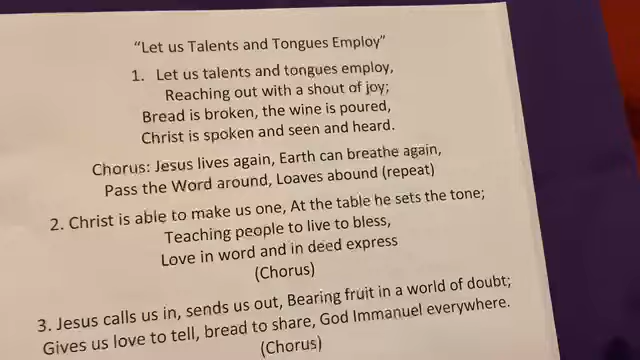 “Let us Talents and Tongues Employ”
1. Let us talents and tongues employ,
Reaching out with a shout of joy;
Bread is broken, the wine is poured,
Christ is spoken and seen and heard.
Chorus: Jesus lives again, Earth can breathe again,
Pass the Word around, Loaves abound (repeat)
2. Christ is able to make us one, At the table he sets the tone;
Teaching people to live to bless,
Love in word and in deed express
(Chorus)
3. Jesus calls us in, sends us out, Bearing fruit in a world of doubt;
Gives us love to tell, bread to share, God Immanuel everywhere.
(Chorus)